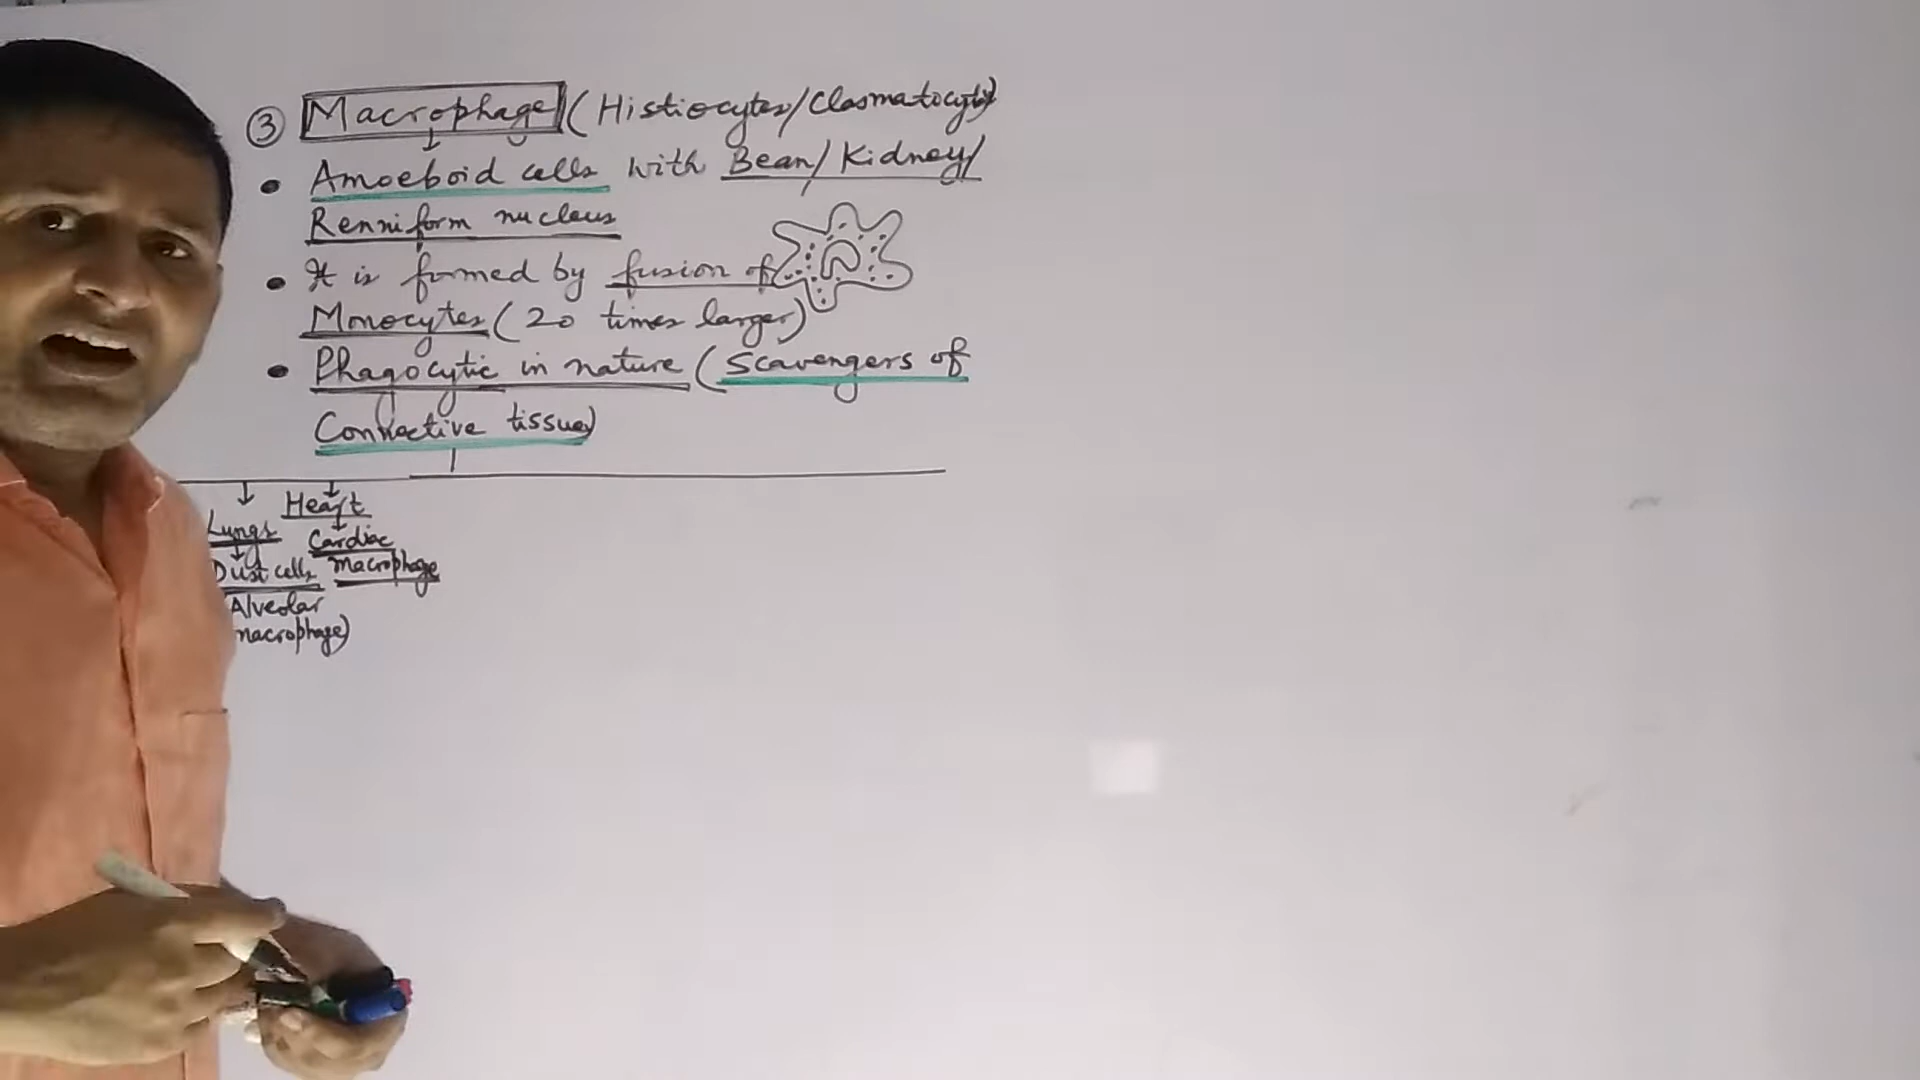 ③ Macrophage (Histiocytes/Clasmatocytes)
• Amoeboid cells with Bean/Kidney/
Renniform nucleus
• It is formed by fusion of
Monocytes (20 times larger)
• Phagocytic in nature (Scavengers of
Connective tissue)
Lungs Heart
Dust cells Cardiac
Alveolar macrophage
macrophage)